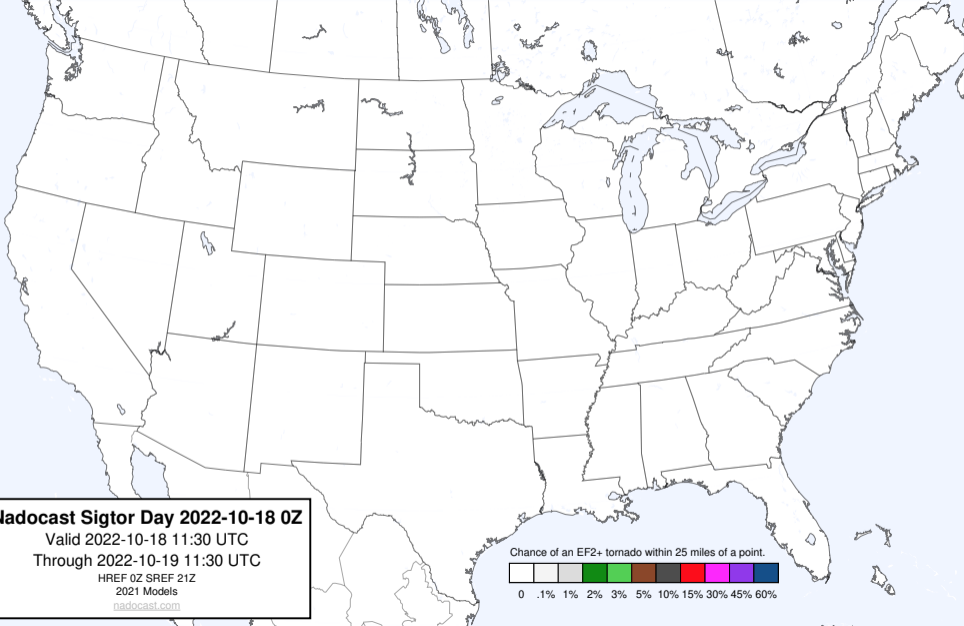 Nadocast Sigtor Day 2022-10-18 0Z
Valid 2022-10-18 11:30 UTC
Through 2022-10-19 11:30 UTC
HREF 0Z SREF 21Z
2021 Models
nadocast.com
Chance of an EF2+ tornado within 25 miles of a point.
0 .1% 1% 2% 3% 5% 10% 15% 30% 45% 60%